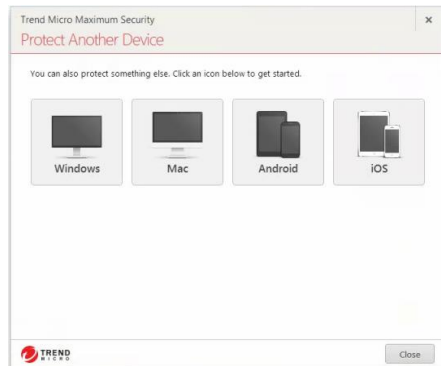 Trend Micro Maximum Security
x
Protect Another Device
You can also protect something else. Click an icon below to get started.
Windows
Mac
Android
iOS
TREND
MICRO
Close